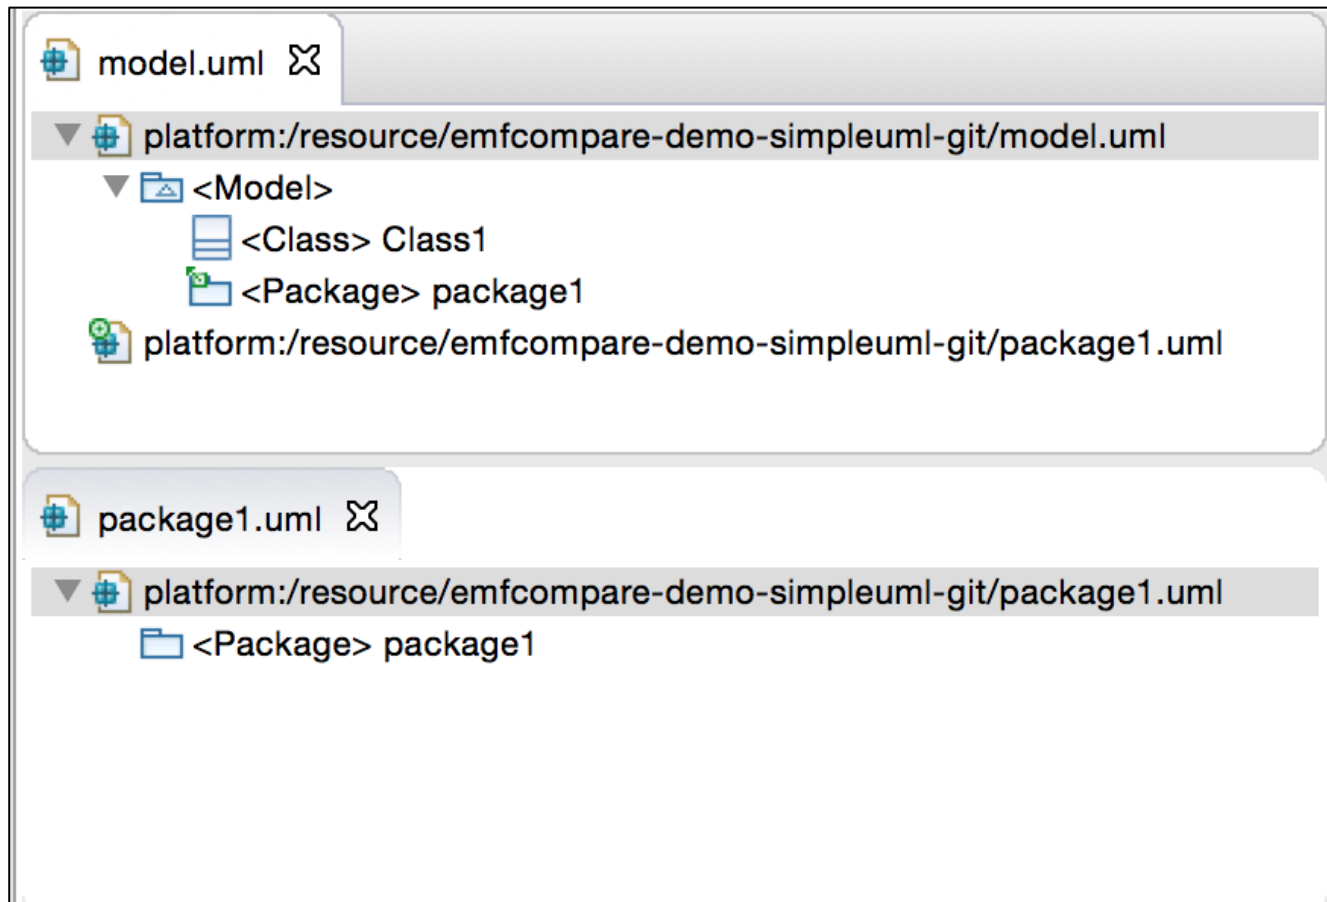 model.uml
platform:/resource/emfcompare-demo-simpleuml-git/model.uml
<Model>
<Class> Class1
<Package> package1
platform:/resource/emfcompare-demo-simpleuml-git/package1.uml
package1.uml
platform:/resource/emfcompare-demo-simpleuml-git/package1.uml
<Package> package1